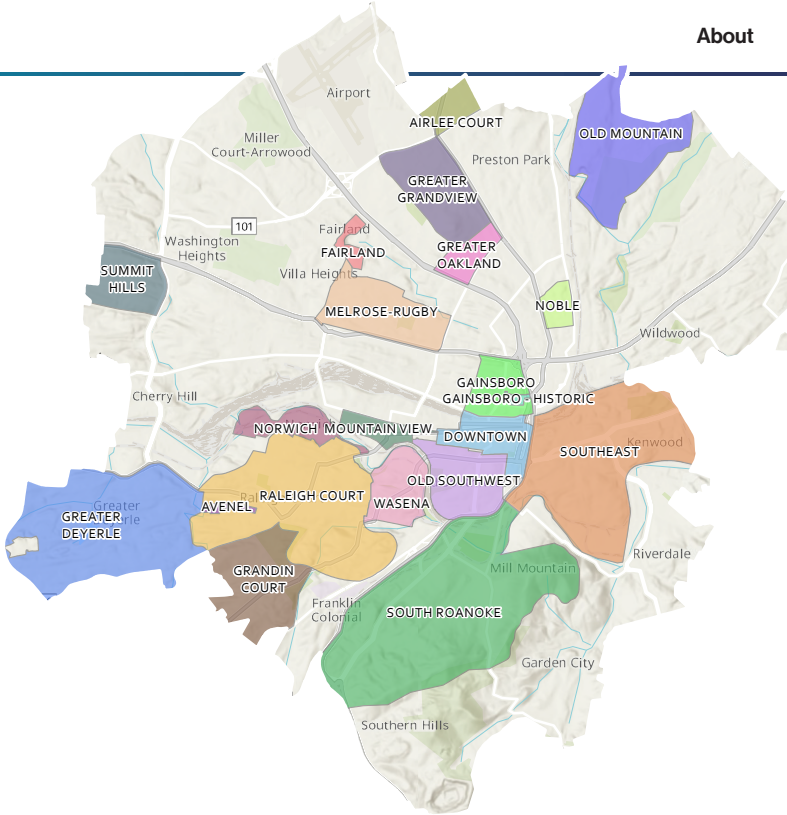 About
Airport
AIRLEE COURT
OLD MOUNTAIN
Miller
Court-Arrowood
Preston Park
GREATER
GRANDVIEW
101
Fairland
Washington
Heights
FAIRLAND
GREATER
OAKLAND
SUMMIT
HILLS
Villa Heights
MELROSE-RUGBY
NOBLE
Wildwood
GAINSBORO
Cherry Hill
GAINSBORO - HISTORIC
NORWICH
MOUNTAIN VIEW
DOWNTOWN
Kenwood
SOUTHEAST
OLD SOUTHWEST
RALEIGH COURT
AVENEL
WASENA
Greater
GREATER
DEYERLE
Riverdale
GRANDIN
COURT
Mill Mountain
Franklin
Colonial
SOUTH ROANOKE
Garden City
Southern Hills